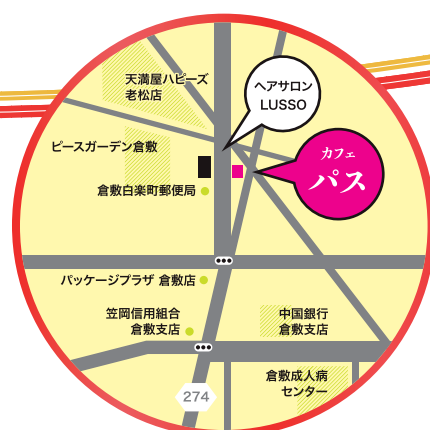 天満屋ハピーズ
老松店
ヘアサロン
LUSSO
ピースガーデン倉敷
カフェ
パス
倉敷白楽町郵便局
パッケージプラザ 倉敷店
笠岡信用組合
倉敷支店
中国銀行
倉敷支店
倉敷成人病
センター
274